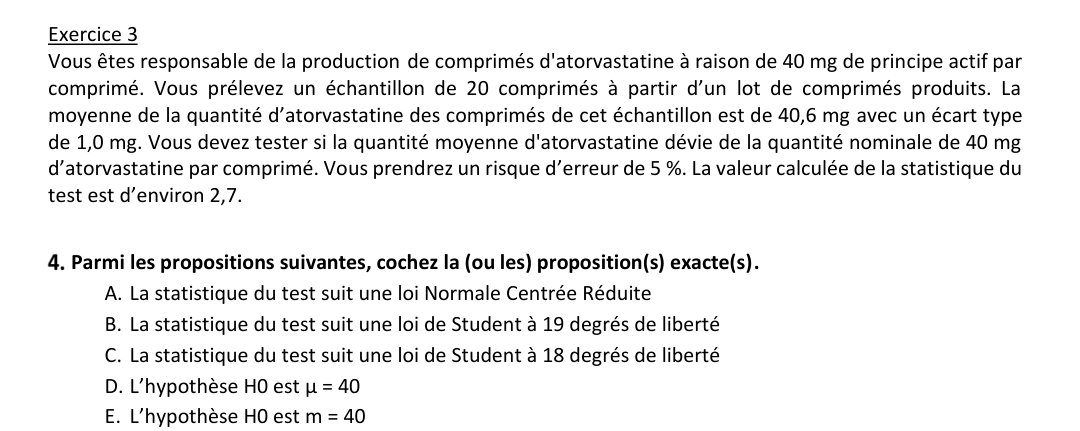 Exercice 3
Vous êtes responsable de la production de comprimés d'atorvastatine à raison de 40 mg de principe actif par
comprimé. Vous prélevez un échantillon de 20 comprimés à partir d’un lot de comprimés produits. La
moyenne de la quantité d’atorvastatine des comprimés de cet échantillon est de 40,6 mg avec un écart type
de 1,0 mg. Vous devez tester si la quantité moyenne d'atorvastatine dévie de la quantité nominale de 40 mg
d’atorvastatine par comprimé. Vous prendrez un risque d’erreur de 5 %. La valeur calculée de la statistique du
test est d’environ 2,7.
4. Parmi les propositions suivantes, cochez la (ou les) proposition(s) exacte(s).
A. La statistique du test suit une loi Normale Centrée Réduite
B. La statistique du test suit une loi de Student à 19 degrés de liberté
C. La statistique du test suit une loi de Student à 18 degrés de liberté
D. L’hypothèse H0 est µ = 40
E. L’hypothèse H0 est m = 40